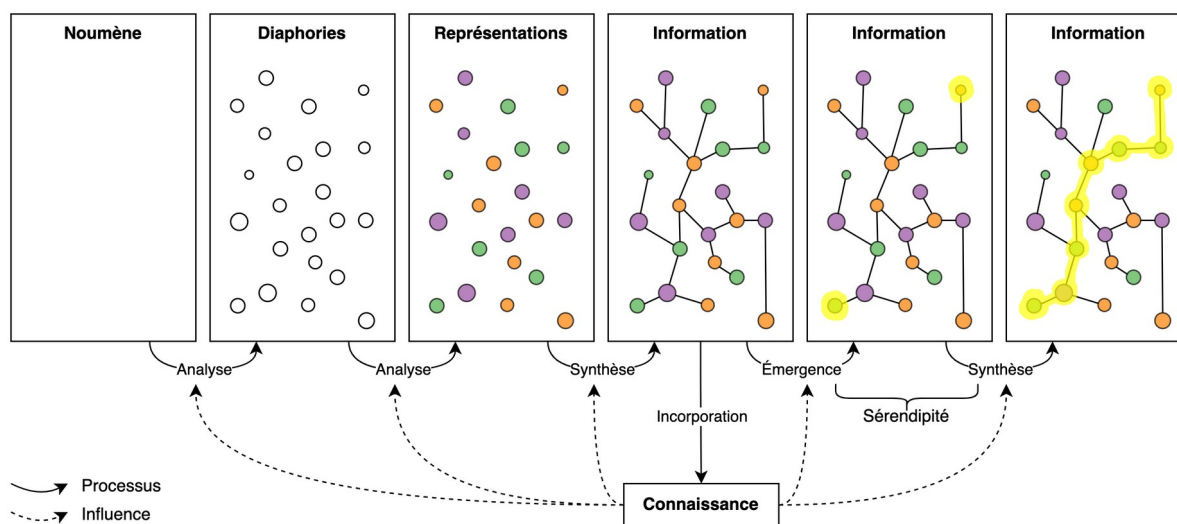 Noumène
Diaphories
Représentations
Information
Information
Information
Analyse
Analyse
Synthèse
Émergence
Synthèse
Incorporation
Sérendipité
Processus
Influence
Connaissance